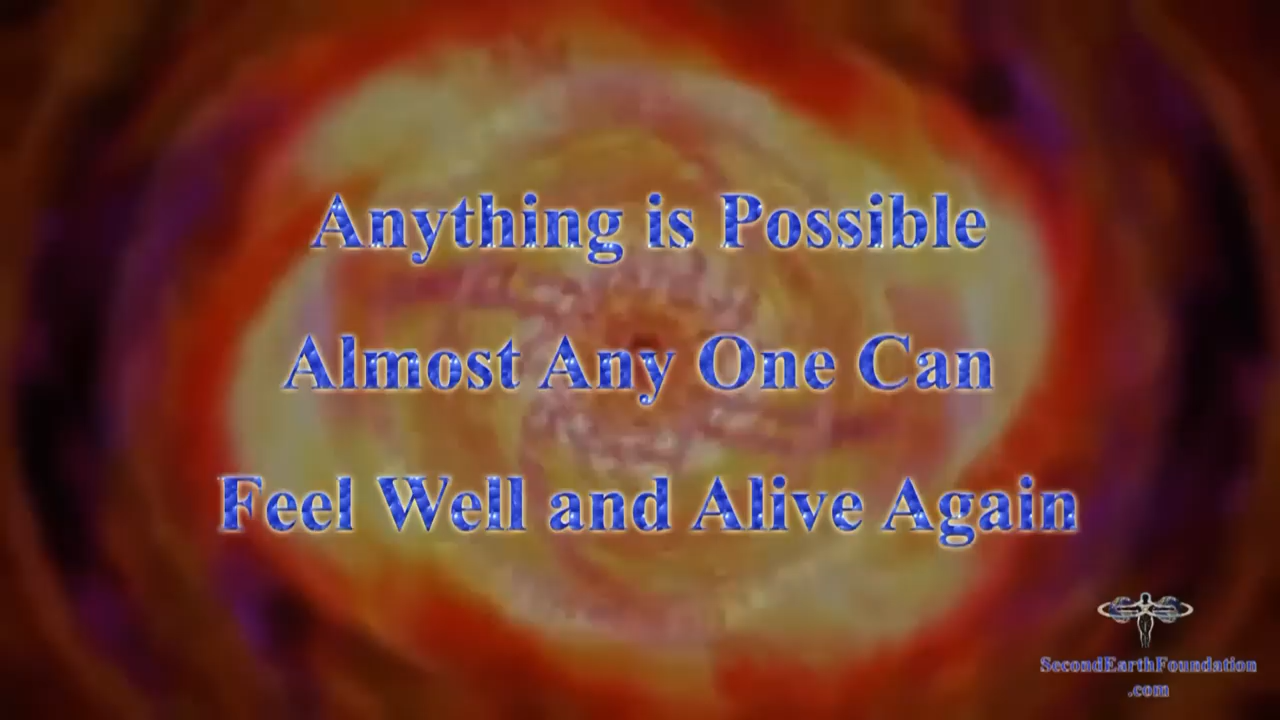 Anything is Possible
Almost Any One Can
Feel Well and Alive Again
SecondEarthFoundation
.com